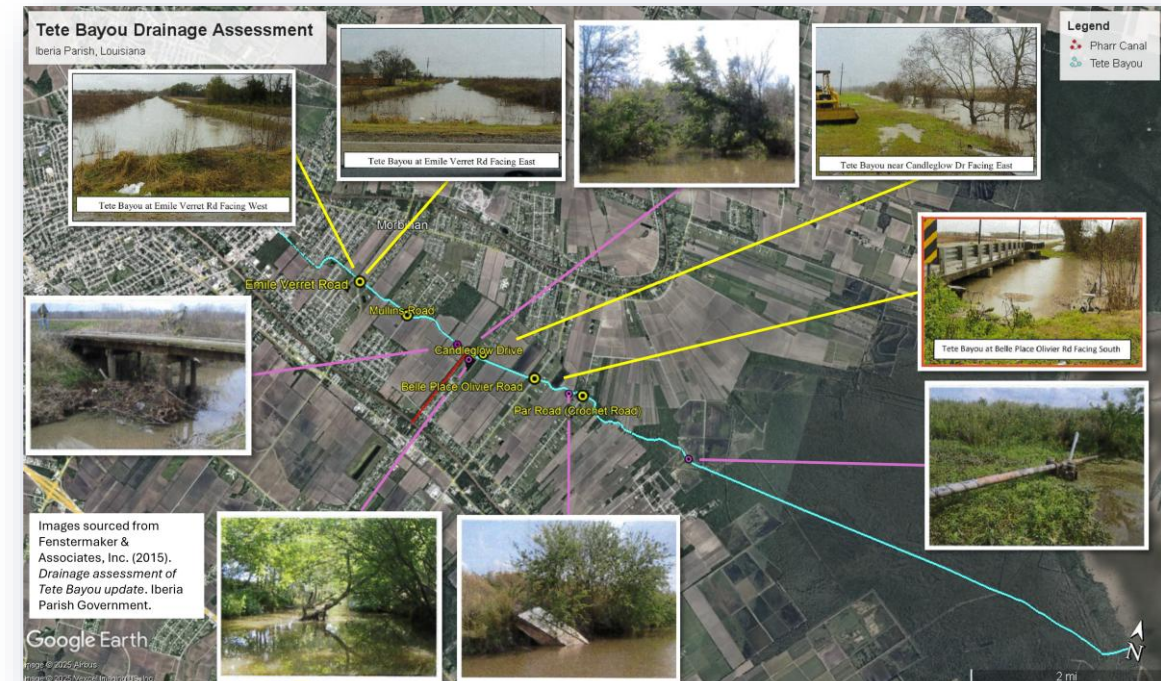 Tete Bayou Drainage Assessment
Iberia Parish, Louisiana
Legend
Pharr Canal
Tete Bayou
Tete Bayou at Emile Verret Rd Facing West
Tete Bayou at Emile Verret Rd Facing East
Tete Bayou near Candleglow Dr Facing East
Tete Bayou at Belle Place Olivier Rd Facing South
Emile Verret Road
Mullins Road
Candleglow Drive
Belle Place Olivier Road
Par Road (Crochet Road)
Images sourced from
Fenstermaker &
Associates, Inc. (2015).
Drainage assessment of
Tete Bayou update. Iberia
Parish Government.
Google Earth
Image © 2025 Airbus
2 mi
N